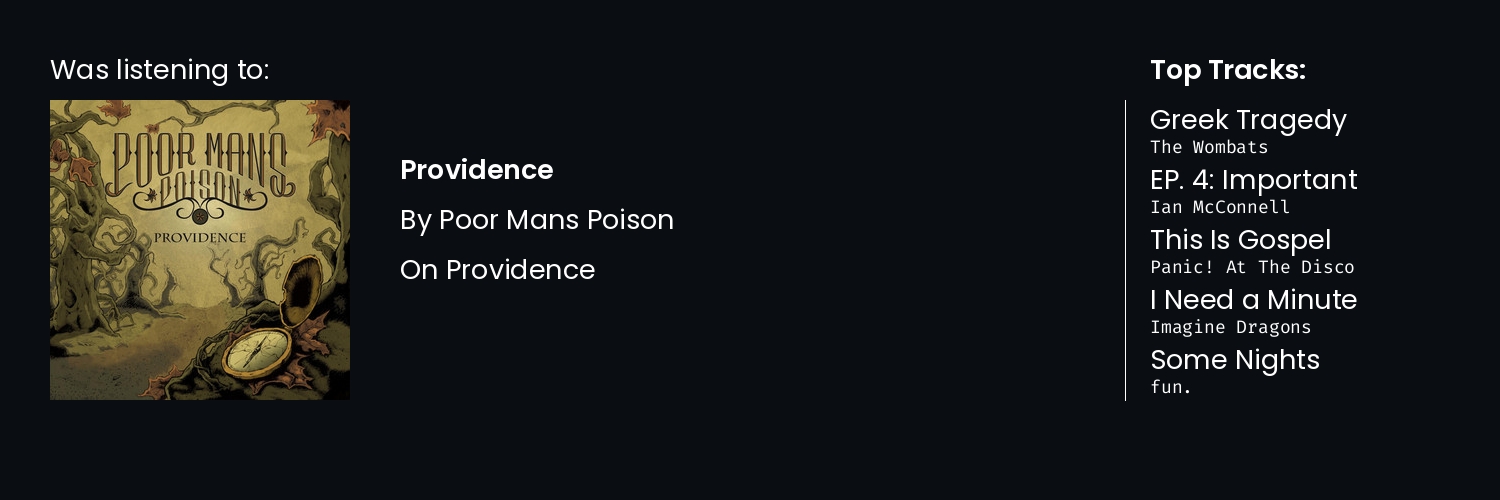 Was listening to:
POOR MANS
POISON
PROVIDENCE
Providence
By Poor Mans Poison
On Providence
Top Tracks:
Greek Tragedy
The Wombats
EP. 4: Important
Ian McConnell
This Is Gospel
Panic! At The Disco
I Need a Minute
Imagine Dragons
Some Nights
fun.